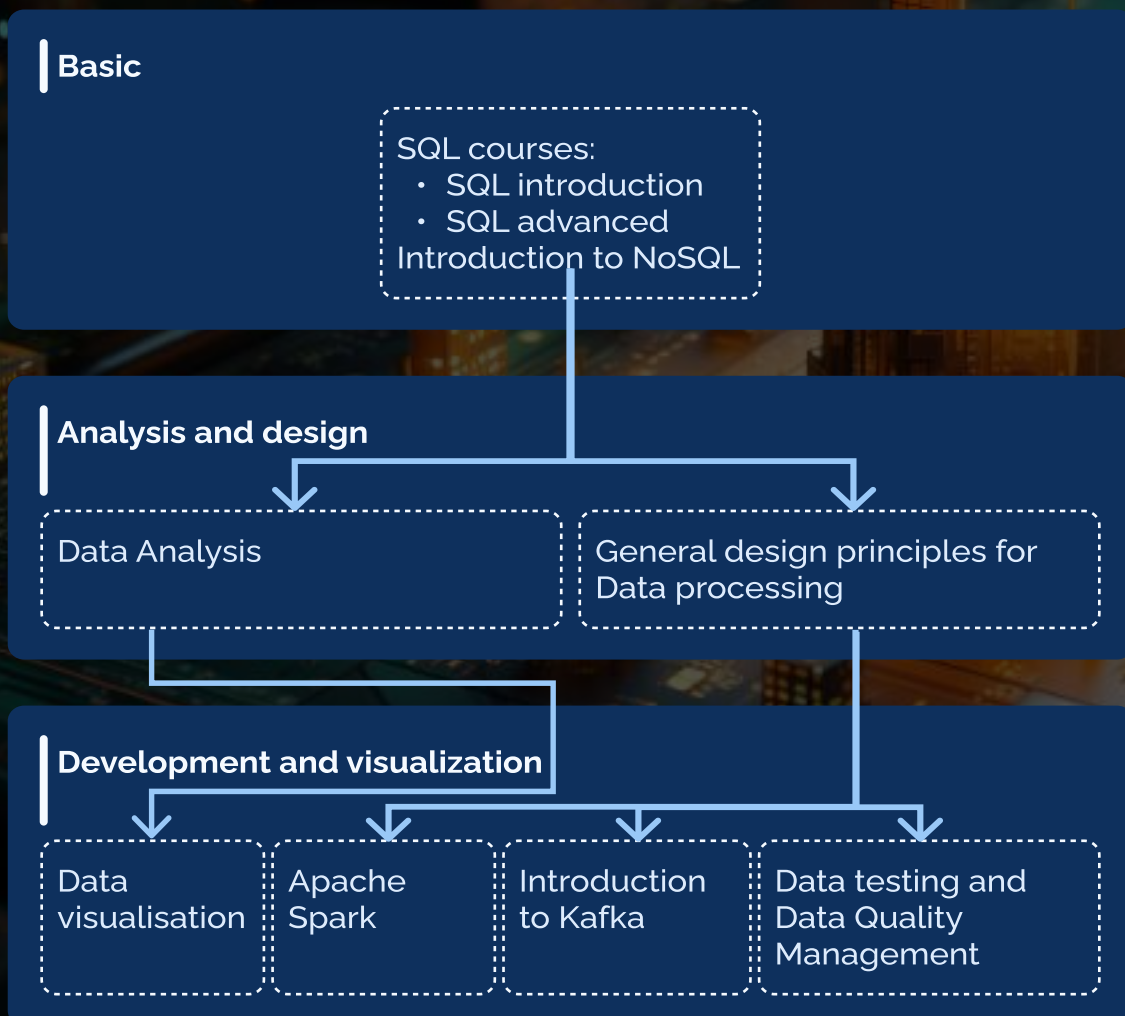 Basic
SQL courses:
• SQL introduction
• SQL advanced
Introduction to NoSQL
Analysis and design
Data Analysis
General design principles for
Data processing
Development and visualization
Data
visualisation
Apache
Spark
Introduction
to Kafka
Data testing and
Data Quality
Management